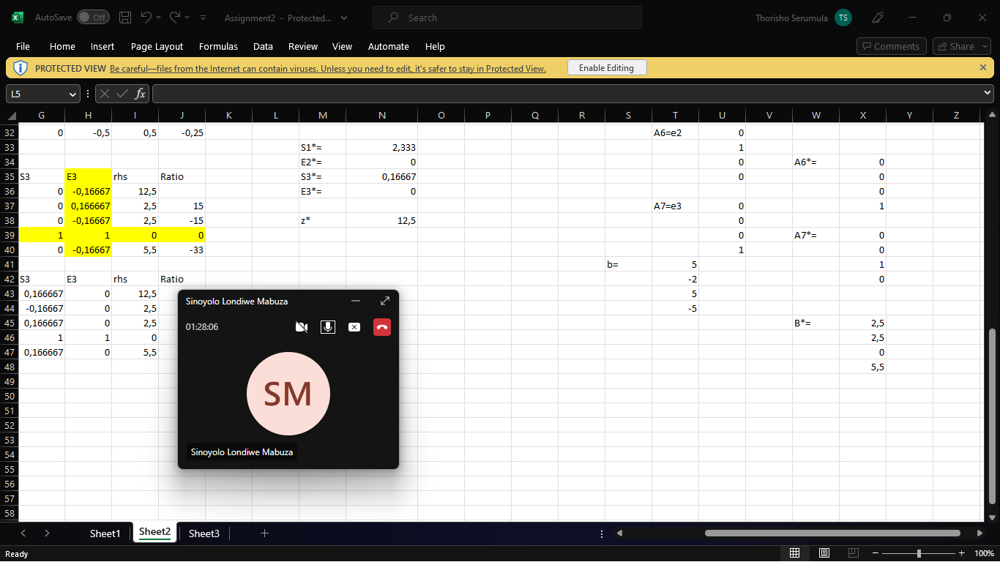 AutoSave Off Assignment2 - Protected... Search Thorisho Serumula TS
File Home Insert Page Layout Formulas Data Review View Automate Help Comments Share
PROTECTED VIEW Be careful—files from the Internet can contain viruses. Unless you need to edit, it's safer to stay in Protected View. Enable Editing
L5 fx
G H I J K L M N O P Q R S T U V W X Y Z
32 0 -0,5 0,5 -0,25 A6=e2 0
33 S1*= 2,333 1
34 E2*= 0 0 A6*= 0
35 S3 E3 rhs Ratio S3*= 0,16667 0 0
36 0 -0,16667 12,5 E3*= 0 0
37 0 0,166667 2,5 15 A7=e3 0 1
38 0 -0,16667 2,5 -15 z* 12,5 0
39 1 1 0 0 0 A7*= 0
40 0 -0,16667 5,5 -33 1 0
41 b= 5 1
42 S3 E3 rhs Ratio -2 0
43 0,166667 0 12,5 5
44 -0,16667 0 2,5 -5
45 0,166667 0 2,5 B*= 2,5
46 1 1 0 2,5
47 0,166667 0 5,5 0
48 5,5
49
50
51
52
53
54
55
56
57
58
Sinoyolo Londiwe Mabuza
01:28:06
SM
Sinoyolo Londiwe Mabuza
Sheet1 Sheet2 Sheet3
Ready 100%